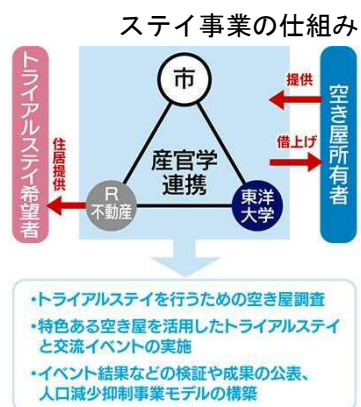 ステイ事業の仕組み
トライアルステイ希望者
住居提供
市
産官学
連携
R
不動産
東洋
大学
提供
借上げ
空き屋所有者
・トライアルステイを行うための空き屋調査
・特色ある空き屋を活用したトライアルステイ
と交流イベントの実施
・イベント結果などの検証や成果の公表、
人口減少抑制事業モデルの構築